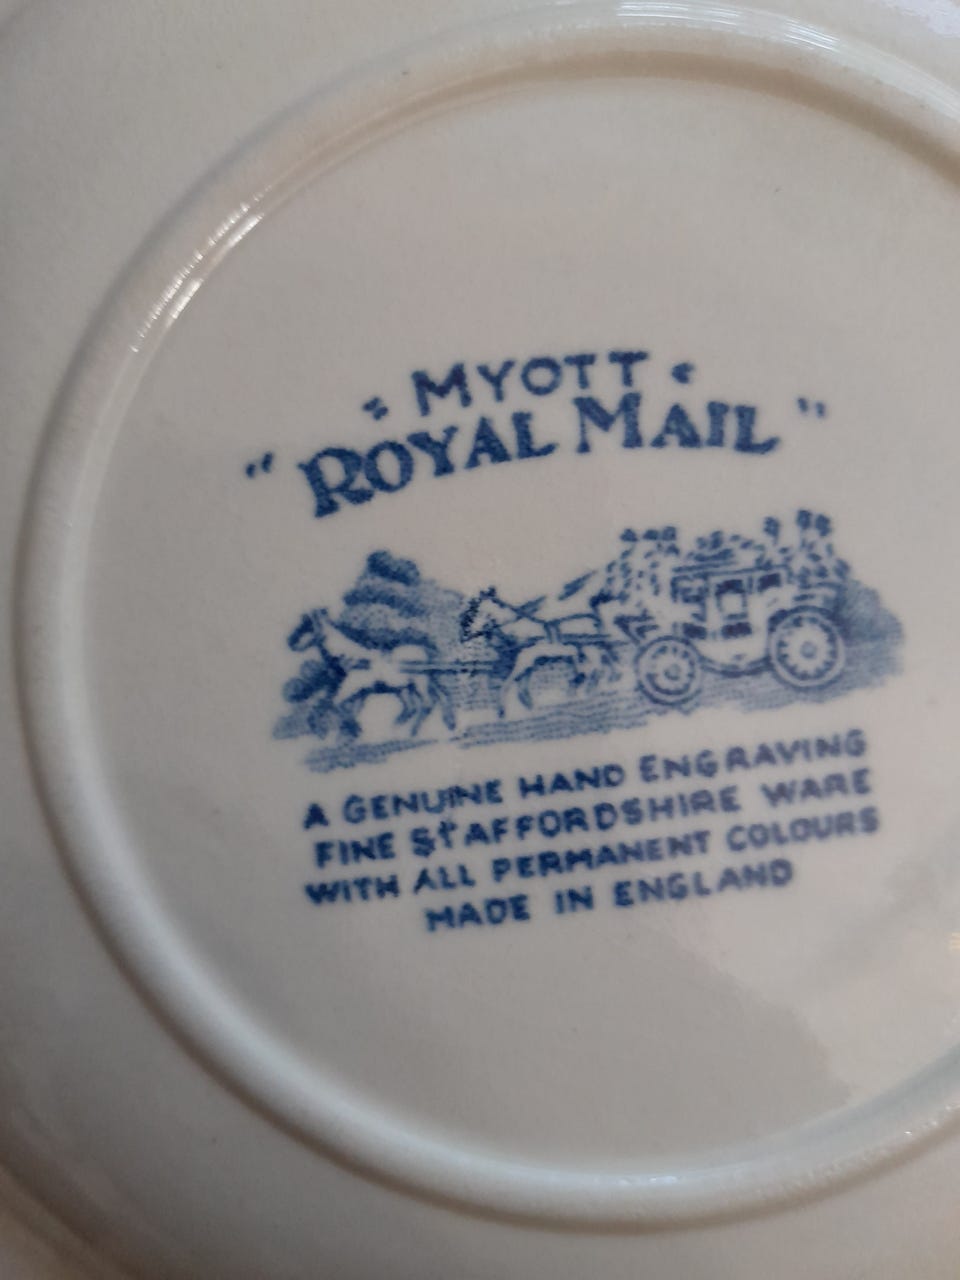 " MYOTT "
"ROYAL MAIL"
A GENUINE HAND ENGRAVING
FINE STAFFORDSHIRE WARE
WITH ALL PERMANENT COLOURS
MADE IN ENGLAND